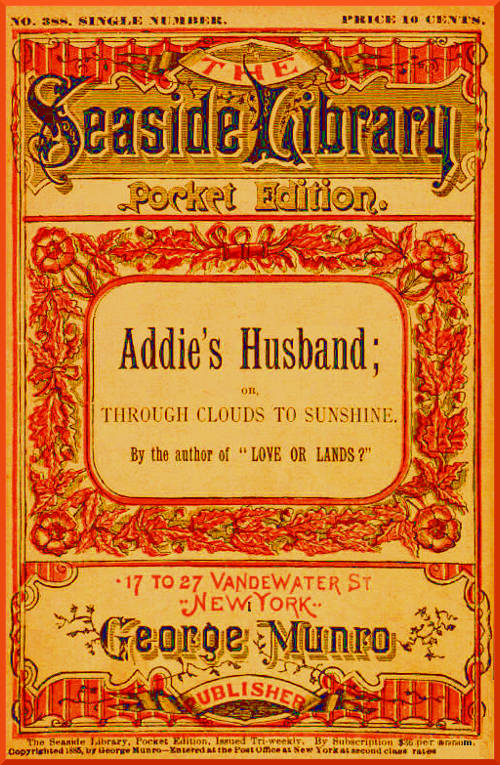 NO. 388. SINGLE NUMBER. PRICE 10 CENTS.
THE
Seaside Library
Pocket Edition.
Addie's Husband;
OR,
THROUGH CLOUDS TO SUNSHINE.
By the author of "LOVE OR LANDS?"
17 TO 27 VANDEWATER ST
NEW YORK
George Munro
PUBLISHER
The Seaside Library, Pocket Edition, Issued Tri-weekly. By Subscription $36 per annum.
Copyrighted 1885, by George Munro—Entered at the Post Office at New York at second class rates